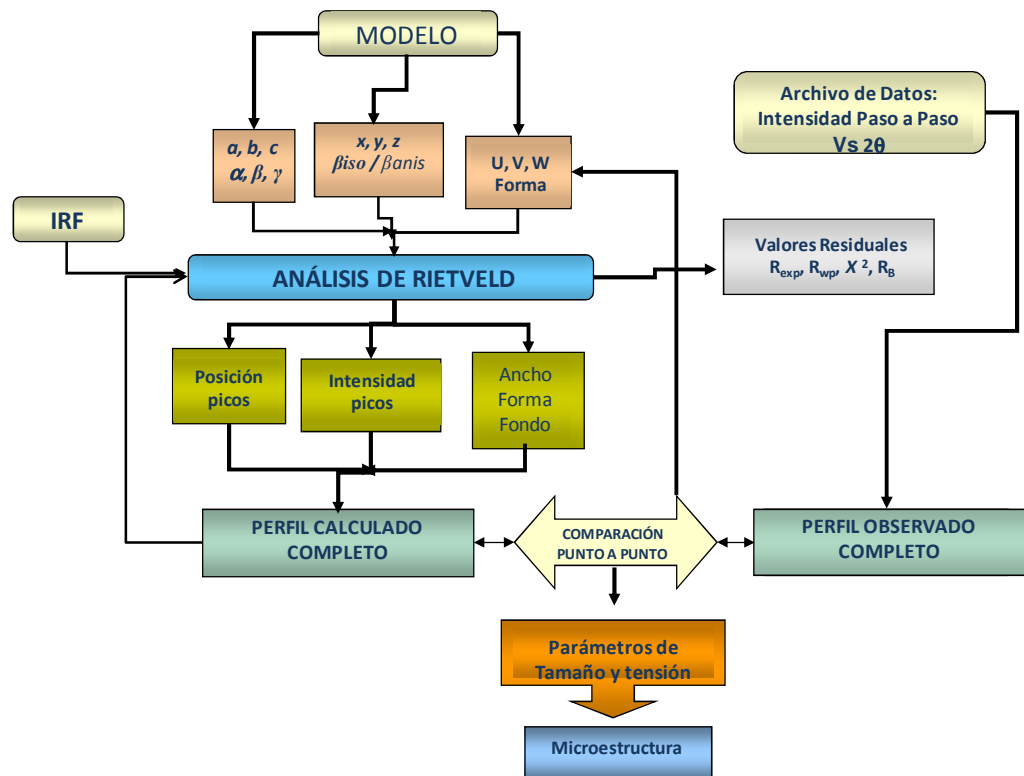 MODELO
Archivo de Datos:
Intensidad Paso a Paso
Vs 2θ
a, b, c
α, β, γ
x, y, z
βiso / βanis
U, V, W
Forma
IRF
ANÁLISIS DE RIETVELD
Valores Residuales
Rexp, Rwp, X ², RB
Posición
picos
Intensidad
picos
Ancho
Forma
Fondo
PERFIL CALCULADO
COMPLETO
COMPARACIÓN
PUNTO A PUNTO
PERFIL OBSERVADO
COMPLETO
Parámetros de
Tamaño y tensión
Microestructura